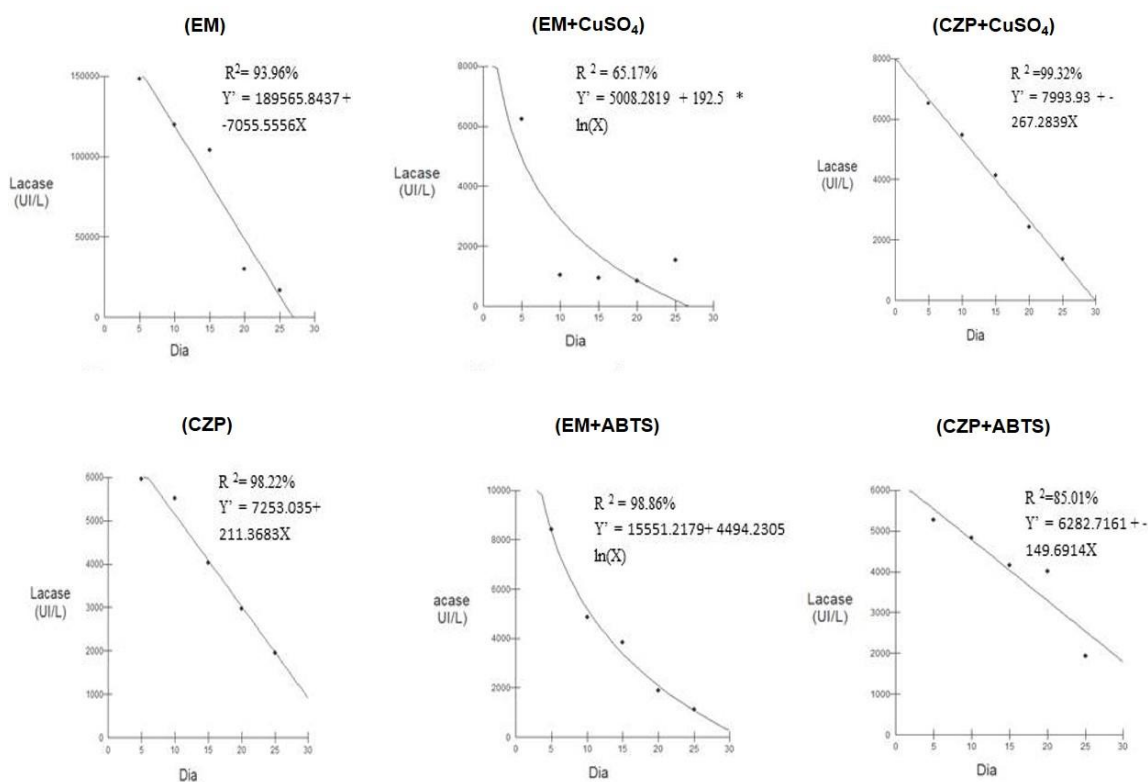 (EM)
R²= 93.96%
Y' = 189565.8437 +
-7055.5556X
150000
100000
50000
0
Lacase
(UI/L)
0 5 10 15 20 25 30
Dia
(EM+CuSO₄)
R ²= 65.17%
Y' = 5008.2819 + 192.5 *
ln(X)
8000
6000
4000
2000
0
Lacase
(UI/L)
0 5 10 15 20 25 30
Dia
(CZP+CuSO₄)
R ²=99.32%
Y' = 7993.93 + -
267.2839X
8000
6000
4000
2000
0
Lacase
(UI/L)
0 5 10 15 20 25 30
Dia
(CZP)
R ²= 98.22%
Y' = 7253.035+
211.3683X
6000
5000
4000
3000
2000
1000
0
Lacase
(UI/L)
0 5 10 15 20 25 30
Dia
(EM+ABTS)
R ²= 98.86%
Y' = 15551.2179+ 4494.2305
ln(X)
10000
8000
6000
4000
2000
0
acase
UI/L)
0 5 10 15 20 25 30
Dia
(CZP+ABTS)
R ²=85.01%
Y' = 6282.7161 + -
149.6914X
6000
5000
4000
3000
2000
1000
0
Lacase
(UI/L)
0 5 10 15 20 25 30
Dia